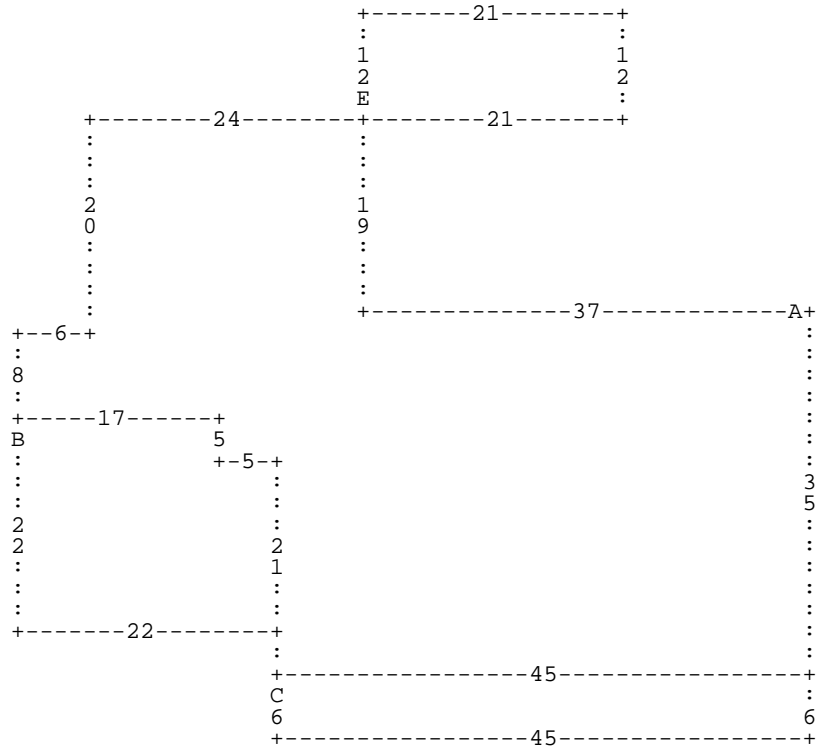 +-------21--------+
                        :                 :
                        1                 1
                        2                 2
                        E                 :
     +--------24--------+-------21--------+
     :                  :
     :                  :
     :                  :
     2                  1
     0                  9
     :                  :
     :                  :
     :                  :
     :                  +--------------37-------------A+
+--6-+                                                 :
:                                                      :
8                                                      :
:                                                      :
+-----17------+                                        :
B             5                                        :
:             +-5-+                                    :
:                 :                                    3
:                 :                                    5
2                 :                                    :
2                 2                                    :
:                 1                                    :
:                 :                                    :
:                 :                                    :
+-------22--------+                                    :
                  :                                    :
                  +-----------------45-----------------+
                  C                                    :
                  6                                    6
                  +-----------------45-----------------+